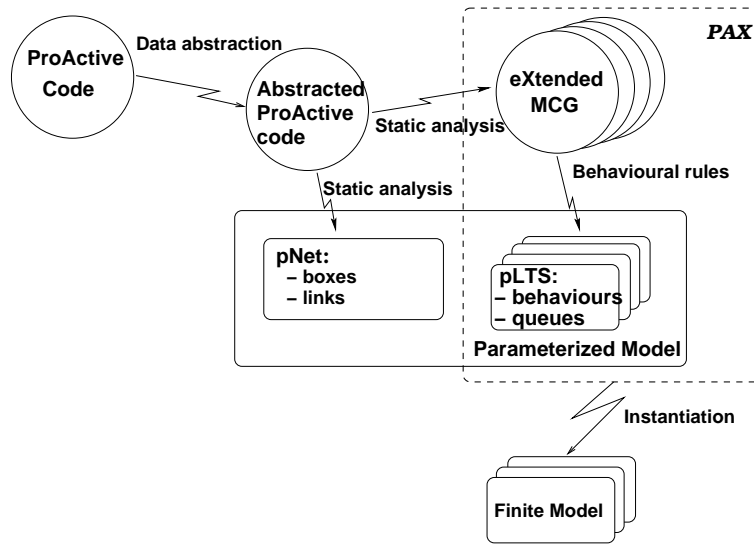 PAX
ProActive
Code
Data abstraction
Abstracted
ProActive
code
Static analysis
eXtended
MCG
Static analysis
Behavioural rules
pNet:
– boxes
– links
pLTS:
– behaviours
– queues
Parameterized Model
Instantiation
Finite Model